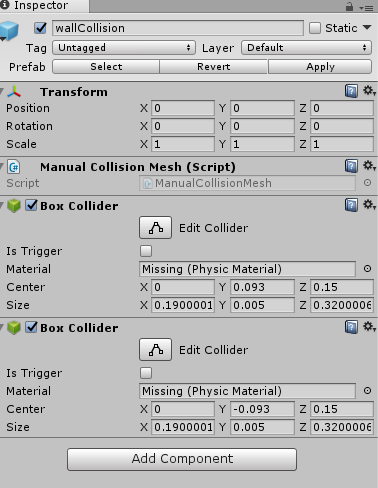 Inspector
wallCollision Static
Tag Untagged Layer Default
Prefab Select Revert Apply
Transform
Position X 0 Y 0 Z 0
Rotation X 0 Y 0 Z 0
Scale X 1 Y 1 Z 1
Manual Collision Mesh (Script)
Script ManualCollisionMesh
Box Collider
Edit Collider
Is Trigger
Material Missing (Physic Material)
Center X 0 Y 0.093 Z 0.15
Size X 0.1900001 Y 0.005 Z 0.3200006
Box Collider
Edit Collider
Is Trigger
Material Missing (Physic Material)
Center X 0 Y -0.093 Z 0.15
Size X 0.1900001 Y 0.005 Z 0.3200006
Add Component